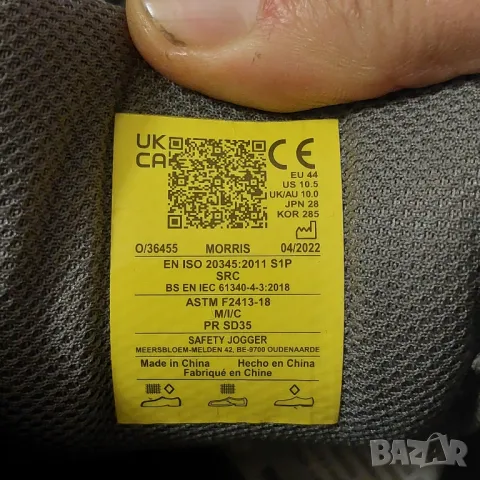 UK
CA
CE
EU 44
US 10.5
UK/AU 10.0
JPN 28
KOR 285
O/36455 MORRIS 04/2022
EN ISO 20345:2011 S1P
SRC
BS EN IEC 61340-4-3:2018
ASTM F2413-18
M/I/C
PR SD35
SAFETY JOGGER
MEERSBLOEM-MELDEN 42, BE-9700 OUDENAARDE
Made in China Hecho en China
Fabriqué en Chine
BAZAR